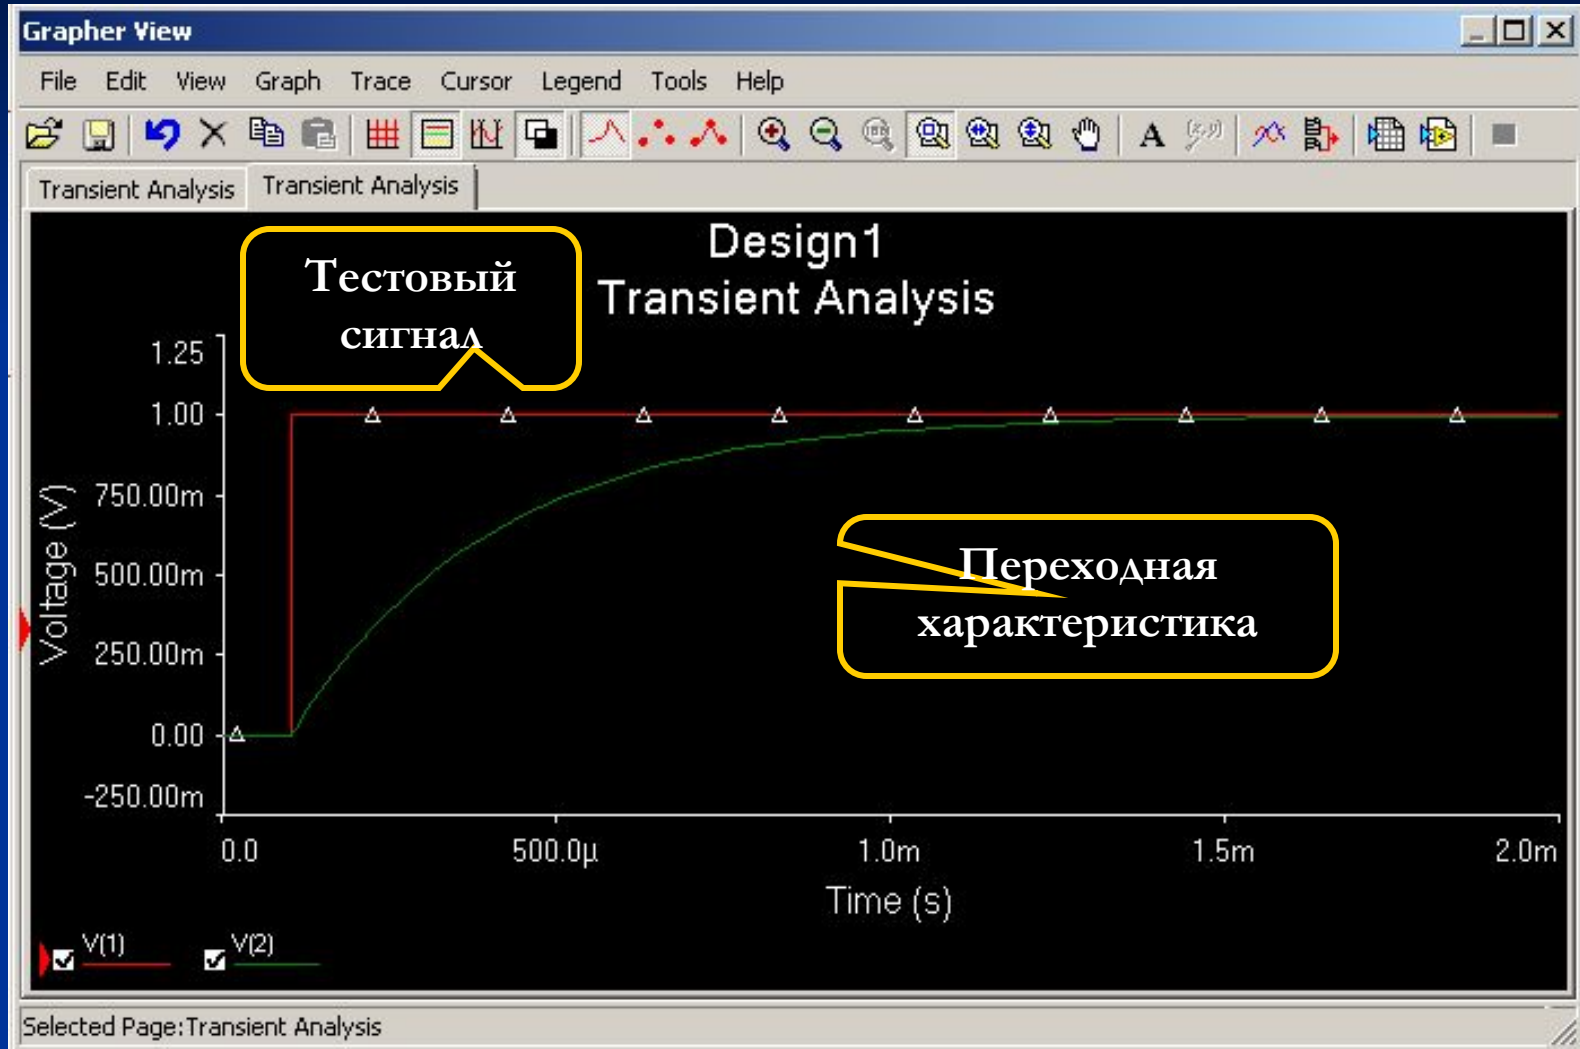 Grapher View
File Edit View Graph Trace Cursor Legend Tools Help
A (x,y)
Transient Analysis Transient Analysis
Design1
Transient Analysis
Тестовый
сигнал
1.25
1.00
750.00m
500.00m
250.00m
0.00
-250.00m
Voltage (V)
Переходная
характеристика
0.0 500.0µ 1.0m 1.5m 2.0m
Time (s)
V(1) V(2)
Selected Page:Transient Analysis